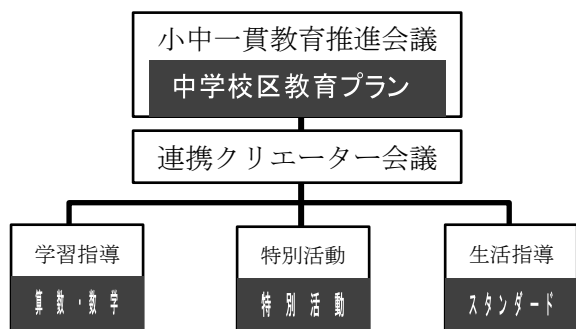 小中一貫教育推進会議
中学校区教育プラン
連携クリエーター会議
学習指導
算数・数学
特別活動
特別活動
生活指導
スタンダード